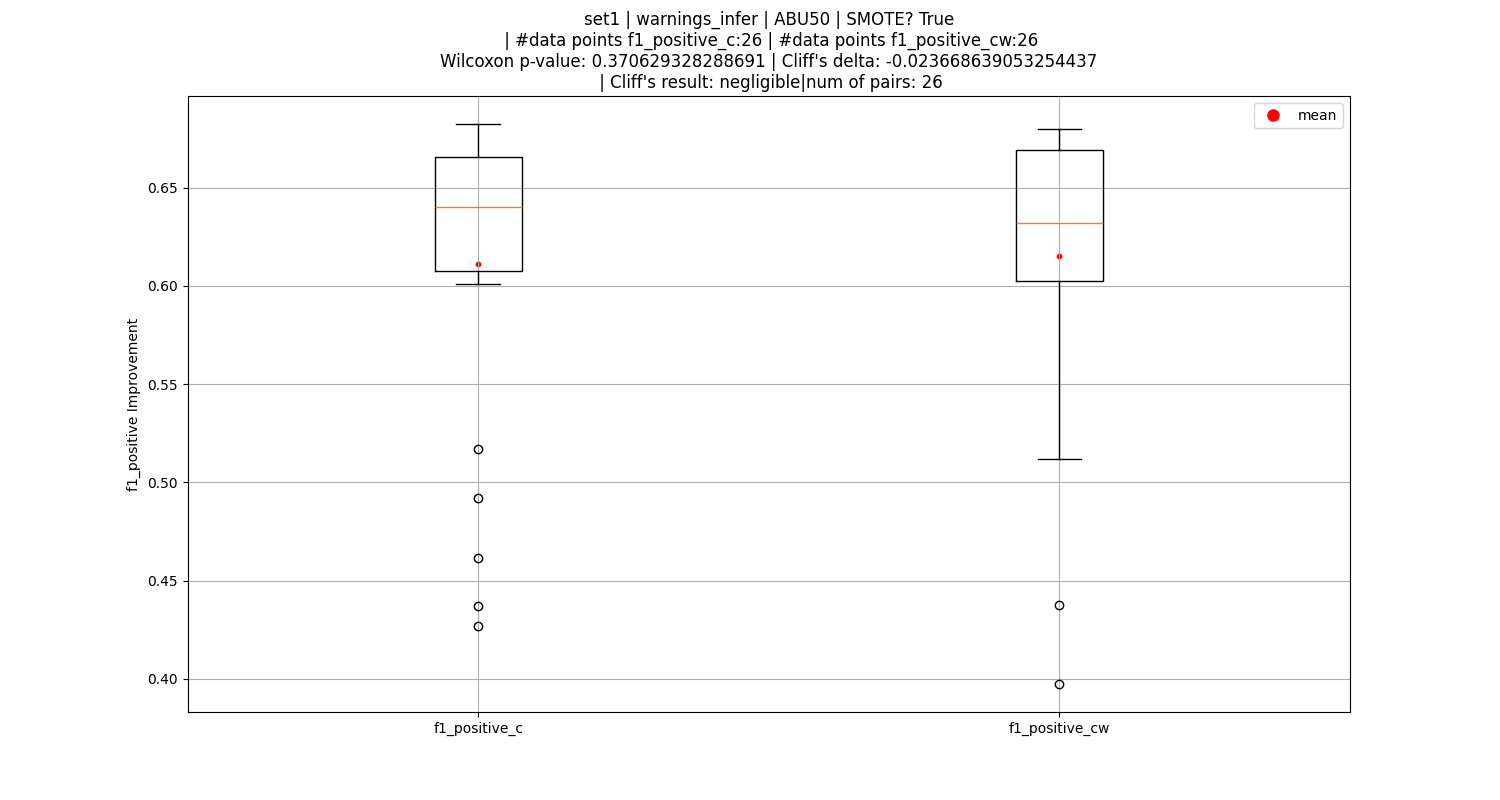 set1 | warnings_infer | ABU50 | SMOTE? True
| #data points f1_positive_c:26 | #data points f1_positive_cw:26
Wilcoxon p-value: 0.370629328288691 | Cliff's delta: -0.023668639053254437
| Cliff's result: negligible|num of pairs: 26
mean
0.65
0.60
0.55
0.50
0.45
0.40
f1_positive Improvement
f1_positive_c
f1_positive_cw